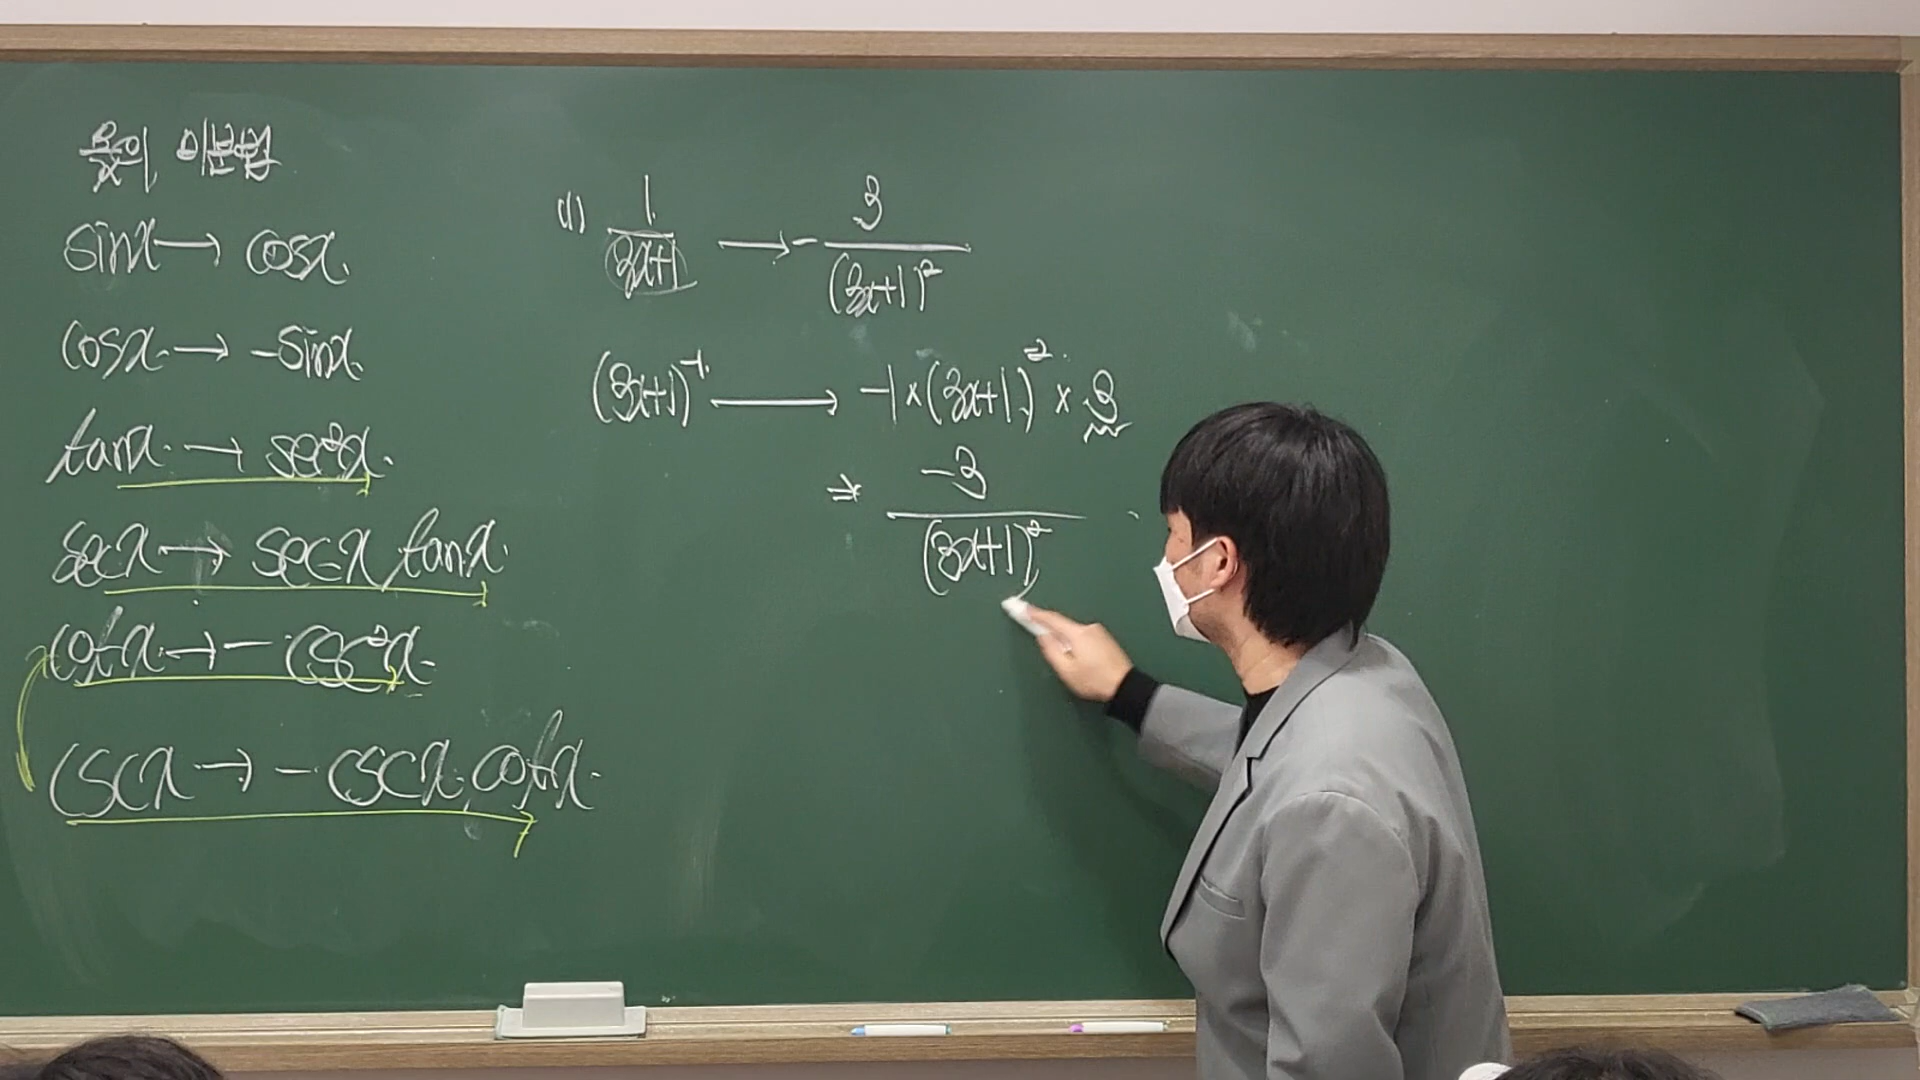 몫의 미분법
sinx → cosx.
cosx. → -sinx.
tanx. → sec²x.
secx → secx tanx.
cotx. → - csc²x.
cscx → - cscx.cotx.
(1) 1/(3x+1) → - 3/(3x+1)²
(3x+1)⁻¹ → -1×(3x+1)⁻² × 3
⇒ -3/(3x+1)²